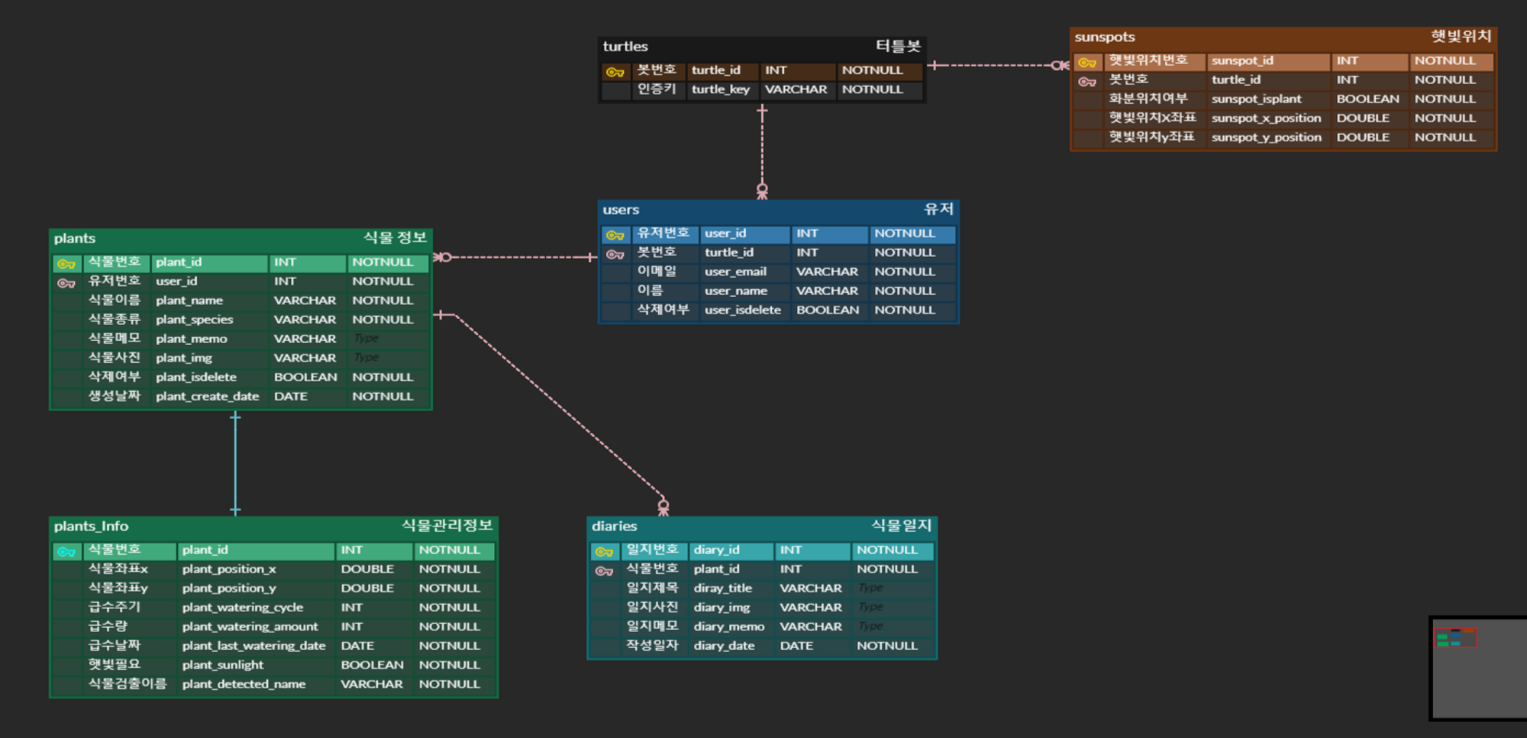 turtles 터틀봇
봇번호 turtle_id INT NOTNULL
인증키 turtle_key VARCHAR NOTNULL
sunspots 햇빛위치
햇빛위치번호 sunspot_id INT NOTNULL
봇번호 turtle_id INT NOTNULL
화분위치여부 sunspot_isplant BOOLEAN NOTNULL
햇빛위치X좌표 sunspot_x_position DOUBLE NOTNULL
햇빛위치y좌표 sunspot_y_position DOUBLE NOTNULL
users 유저
유저번호 user_id INT NOTNULL
봇번호 turtle_id INT NOTNULL
이메일 user_email VARCHAR NOTNULL
이름 user_name VARCHAR NOTNULL
삭제여부 user_isdelete BOOLEAN NOTNULL
plants 식물 정보
식물번호 plant_id INT NOTNULL
유저번호 user_id INT NOTNULL
식물이름 plant_name VARCHAR NOTNULL
식물종류 plant_species VARCHAR NOTNULL
식물메모 plant_memo VARCHAR Type
식물사진 plant_img VARCHAR Type
삭제여부 plant_isdelete BOOLEAN NOTNULL
생성날짜 plant_create_date DATE NOTNULL
plants_Info 식물관리정보
식물번호 plant_id INT NOTNULL
식물좌표x plant_position_x DOUBLE NOTNULL
식물좌표y plant_position_y DOUBLE NOTNULL
급수주기 plant_watering_cycle INT NOTNULL
급수량 plant_watering_amount INT NOTNULL
급수날짜 plant_last_watering_date DATE NOTNULL
햇빛필요 plant_sunlight BOOLEAN NOTNULL
식물검출이름 plant_detected_name VARCHAR NOTNULL
diaries 식물일지
일지번호 diary_id INT NOTNULL
식물번호 plant_id INT NOTNULL
일지제목 diray_title VARCHAR Type
일지사진 diary_img VARCHAR Type
일지메모 diary_memo VARCHAR Type
작성일자 diary_date DATE NOTNULL